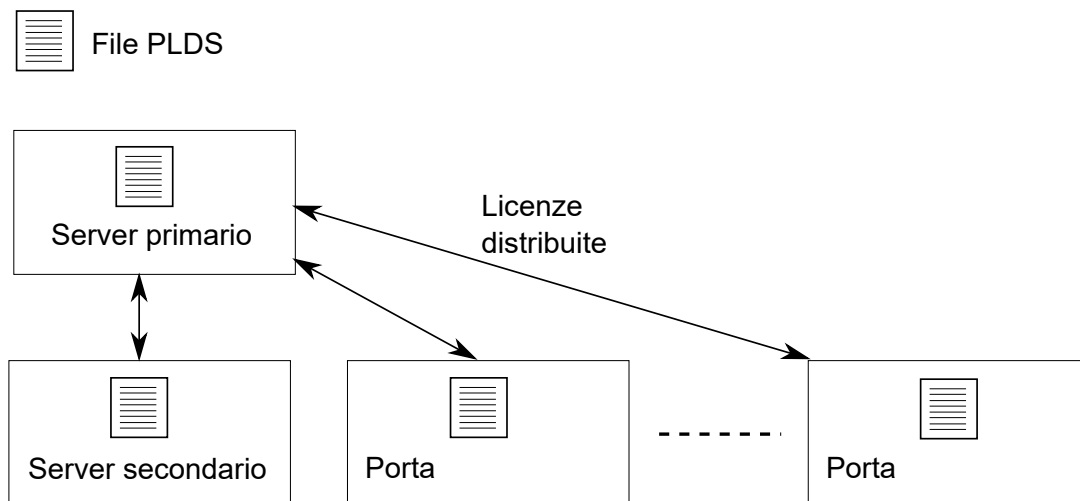 File PLDS
Server primario
Licenze
distribuite
Server secondario
Porta
Porta